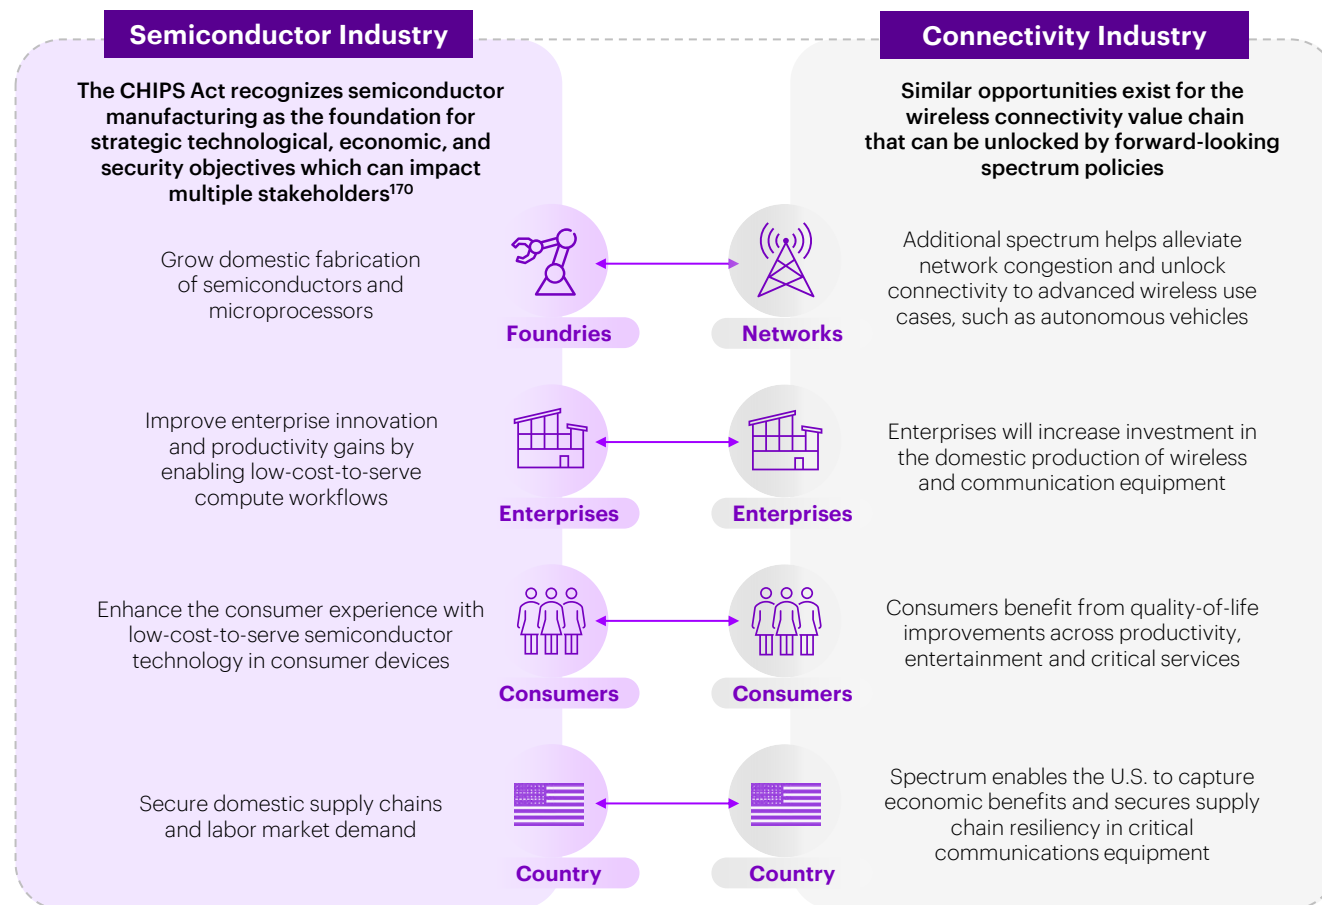 Semiconductor Industry
The CHIPS Act recognizes semiconductor
manufacturing as the foundation for
strategic technological, economic, and
security objectives which can impact
multiple stakeholders¹⁷⁰
Connectivity Industry
Similar opportunities exist for the
wireless connectivity value chain
that can be unlocked by forward-looking
spectrum policies
Grow domestic fabrication
of semiconductors and
microprocessors
Foundries
Networks
Additional spectrum helps alleviate
network congestion and unlock
connectivity to advanced wireless use
cases, such as autonomous vehicles
Improve enterprise innovation
and productivity gains by
enabling low-cost-to-serve
compute workflows
Enterprises
Enterprises
Enterprises will increase investment in
the domestic production of wireless
and communication equipment
Enhance the consumer experience with
low-cost-to-serve semiconductor
technology in consumer devices
Consumers
Consumers
Consumers benefit from quality-of-life
improvements across productivity,
entertainment and critical services
Secure domestic supply chains
and labor market demand
Country
Country
Spectrum enables the U.S. to capture
economic benefits and secures supply
chain resiliency in critical
communications equipment